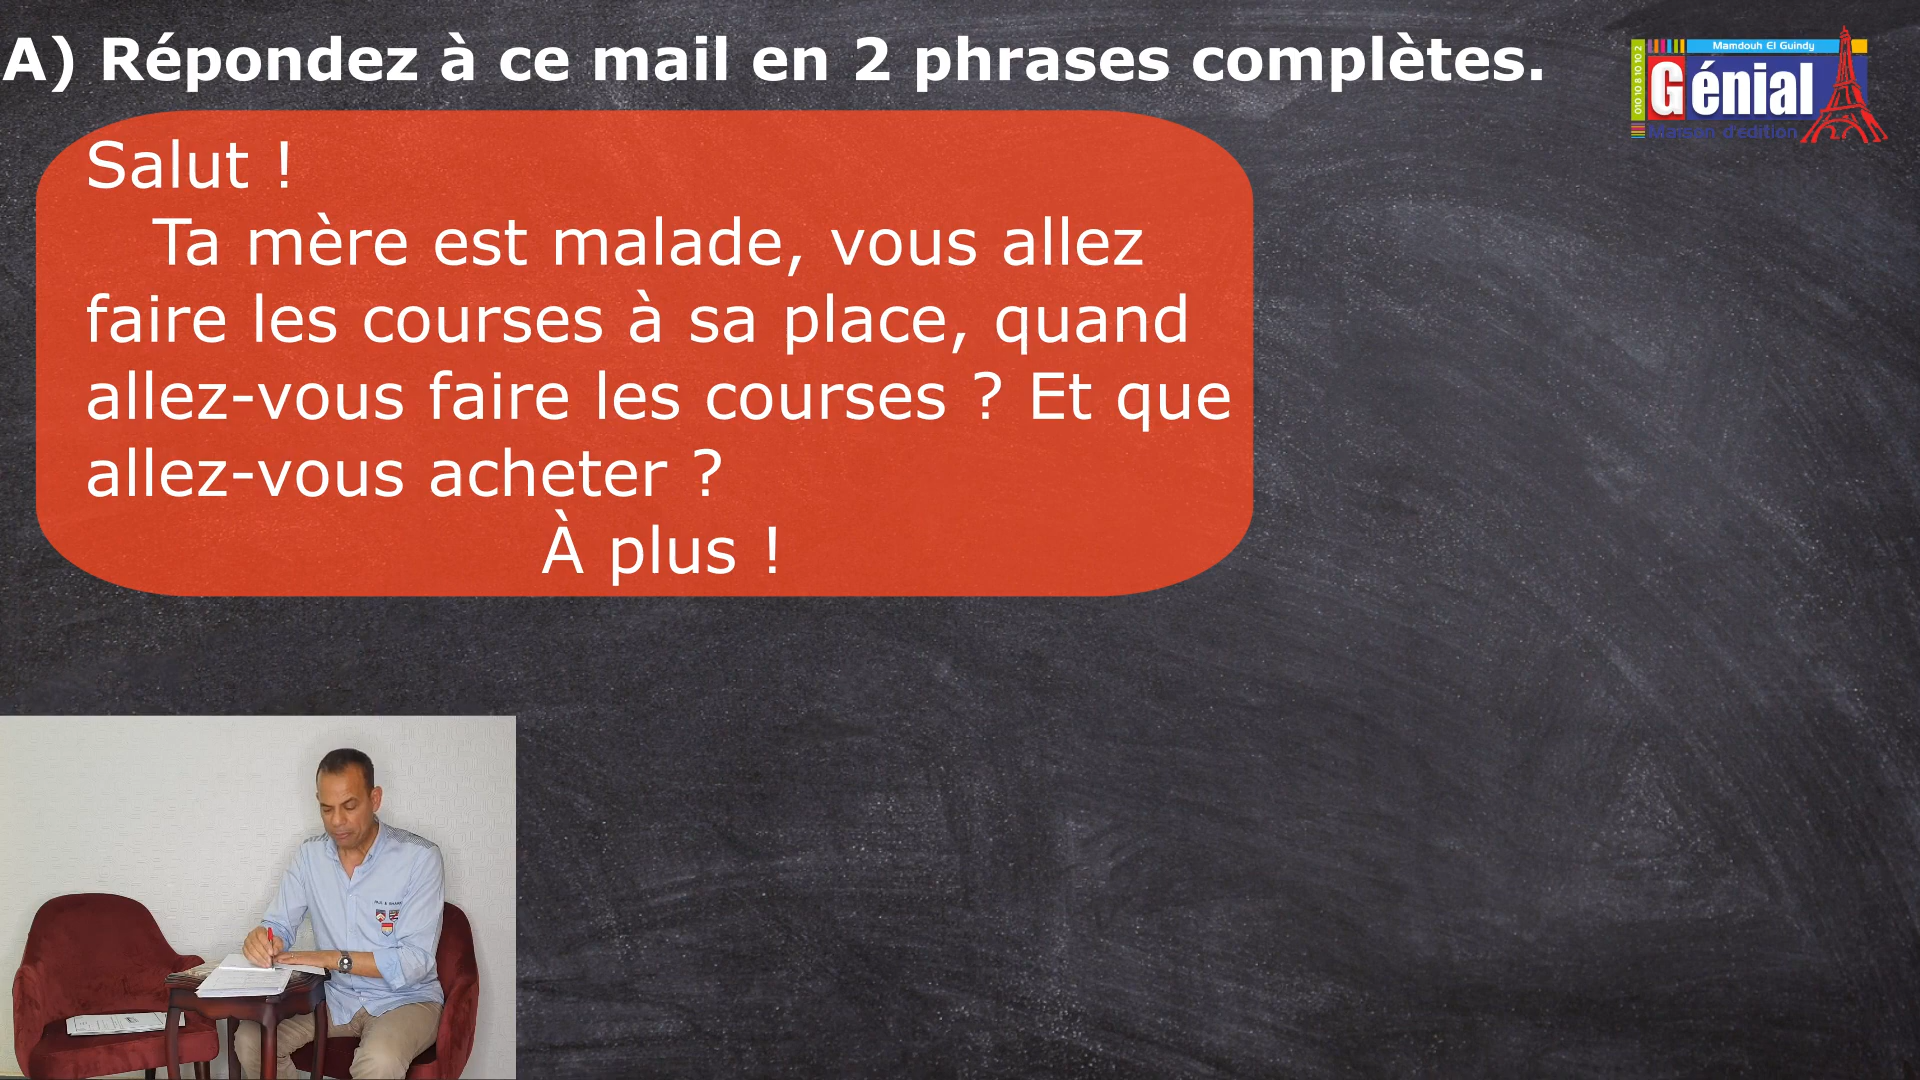 A) Répondez à ce mail en 2 phrases complètes.
Mamdouh El Guindy
Génial
Maison d'édition
Salut !
Ta mère est malade, vous allez
faire les courses à sa place, quand
allez-vous faire les courses ? Et que
allez-vous acheter ?
À plus !